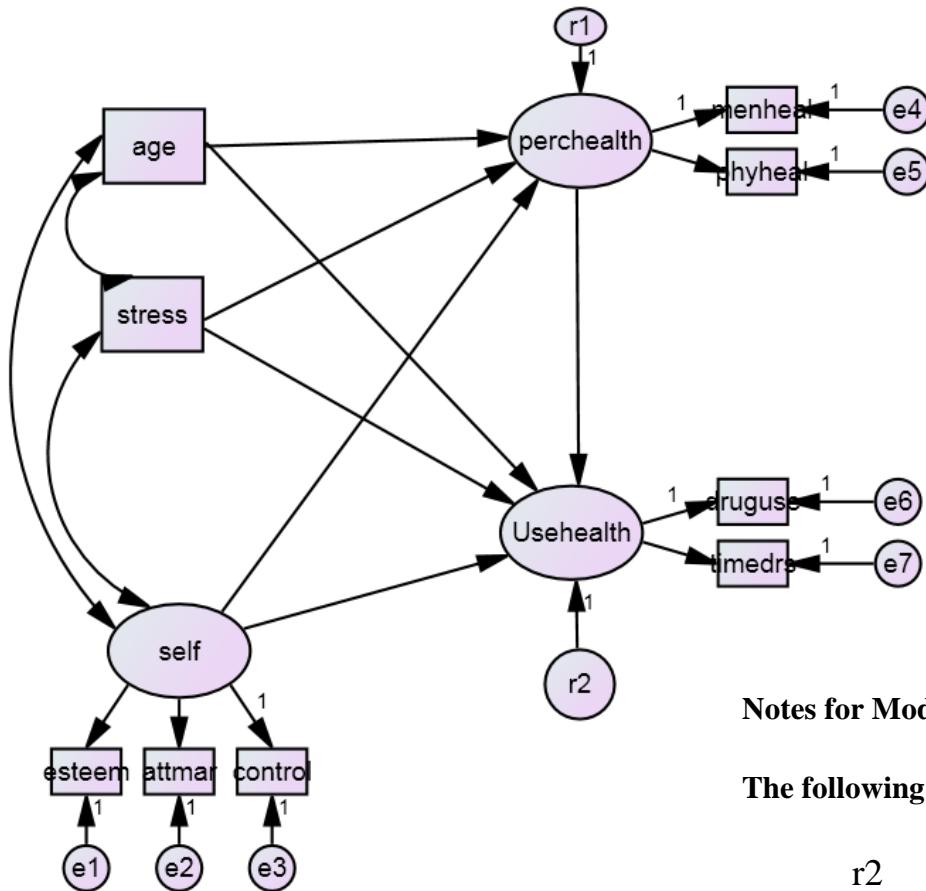 r1
1
age
perchealth
1
menheal
1
e4
phyheal
1
e5
stress
Usehealth
1
druguse
1
e6
timedrs
1
e7
1
self
r2
1
Notes for Mod
The following
esteem
attmar
control
1
1
1
r2
e1
e2
e3